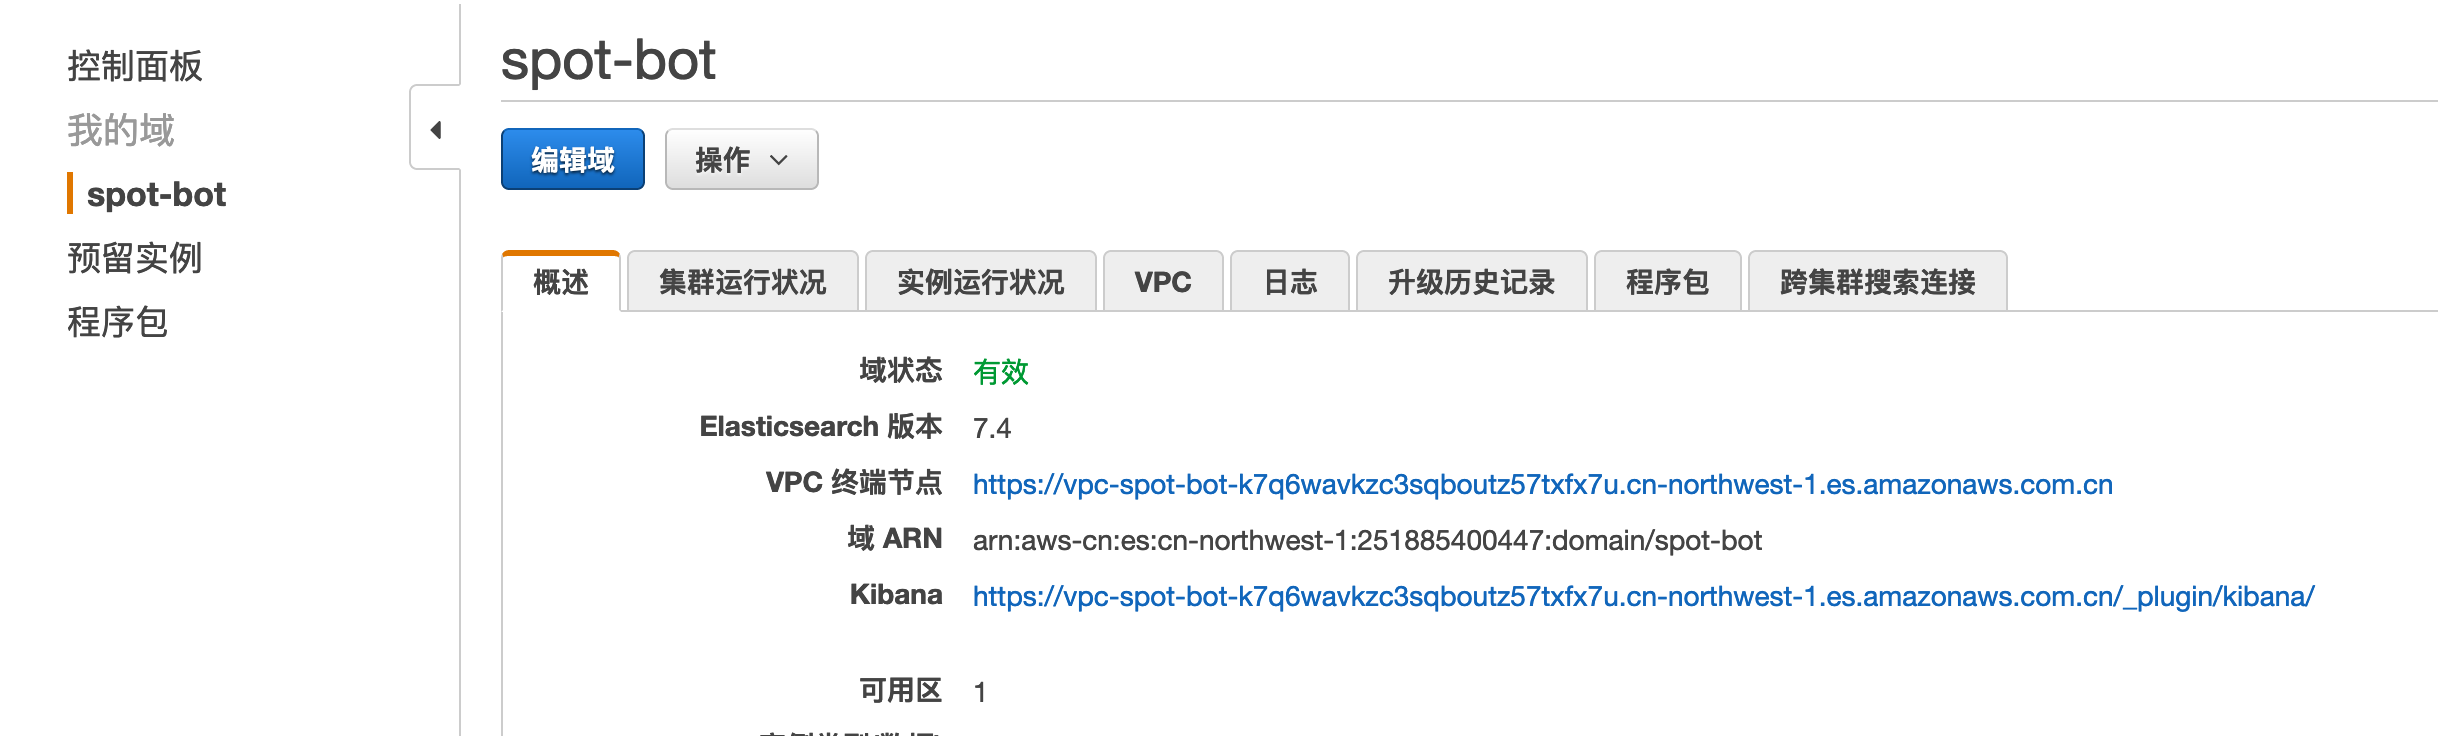 控制面板
我的域
spot-bot
预留实例
程序包
spot-bot
编辑域 操作
概述 集群运行状况 实例运行状况 VPC 日志 升级历史记录 程序包 跨集群搜索连接
域状态 有效
Elasticsearch 版本 7.4
VPC 终端节点 https://vpc-spot-bot-k7q6wavkzc3sqboutz57txfx7u.cn-northwest-1.es.amazonaws.com.cn
域 ARN arn:aws-cn:es:cn-northwest-1:251885400447:domain/spot-bot
Kibana https://vpc-spot-bot-k7q6wavkzc3sqboutz57txfx7u.cn-northwest-1.es.amazonaws.com.cn/_plugin/kibana/
可用区 1